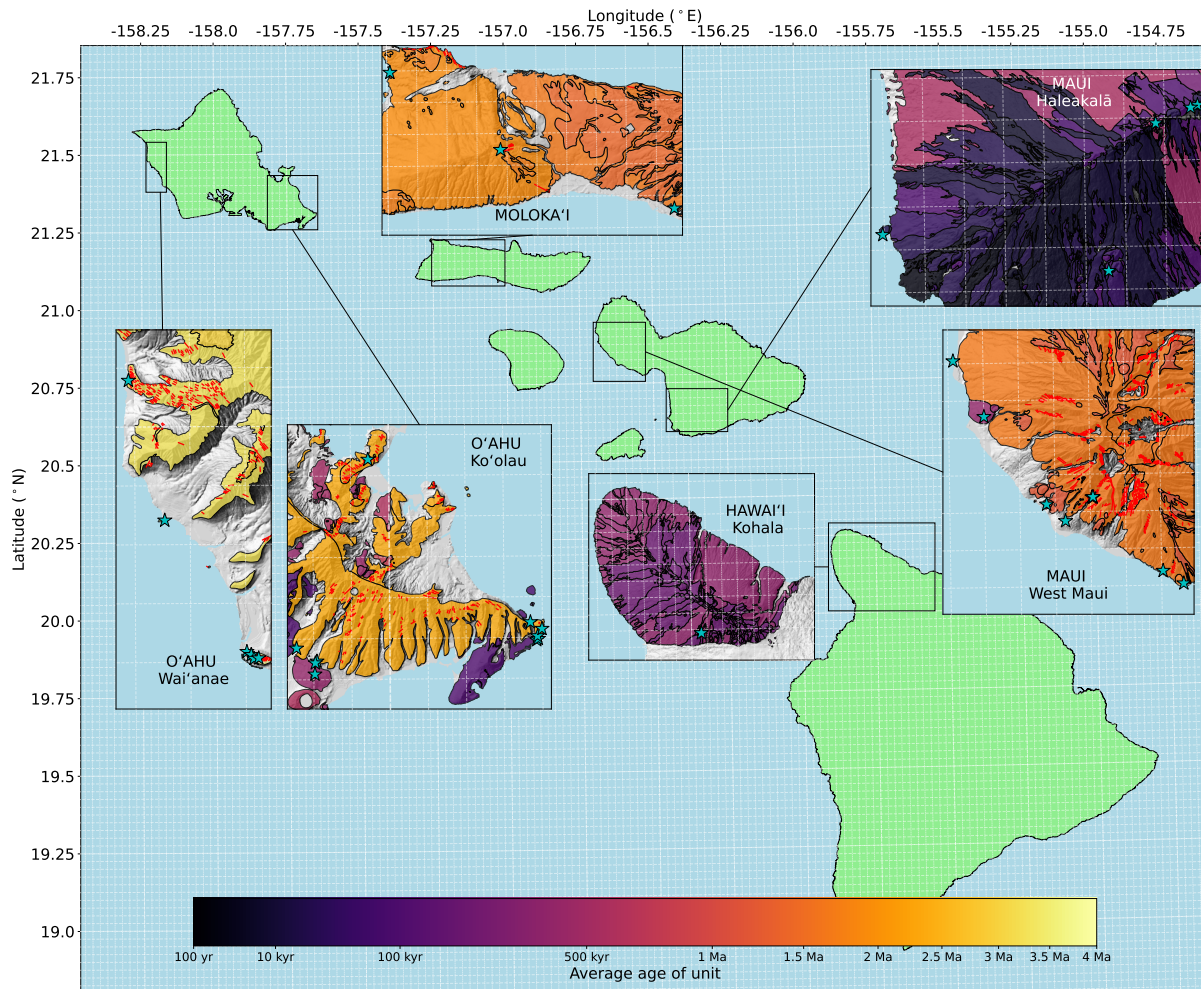 Longitude (°E)
-158.25 -158.0 -157.75 -157.5 -157.25 -157.0 -156.75 -156.5 -156.25 -156.0 -155.75 -155.5 -155.25 -155.0 -154.75
Latitude (°N)
21.75
21.5
21.25
21.0
20.75
20.5
20.25
20.0
19.75
19.5
19.25
19.0
MOLOKAʻI
MAUI
Haleakalā
OʻAHU
Koʻolau
HAWAIʻI
Kohala
MAUI
West Maui
OʻAHU
Waiʻanae
100 yr 10 kyr 100 kyr 500 kyr 1 Ma 1.5 Ma 2 Ma 2.5 Ma 3 Ma 3.5 Ma 4 Ma
Average age of unit